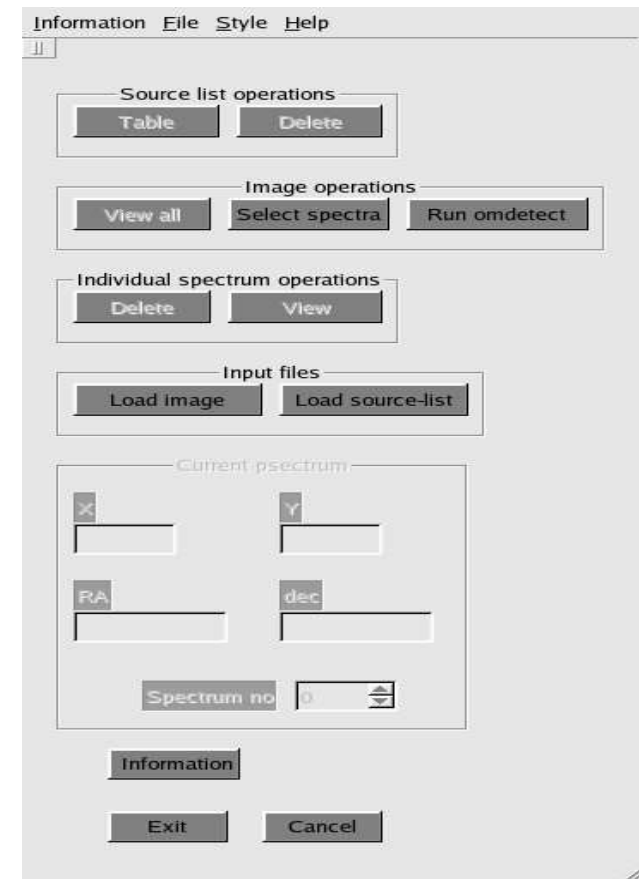 Information File Style Help
Source list operations
Table Delete
Image operations
View all Select spectra Run omdetect
Individual spectrum operations
Delete View
Input files
Load image Load source-list
Current psectrum
X Y
RA dec
Spectrum no 0
Information
Exit Cancel